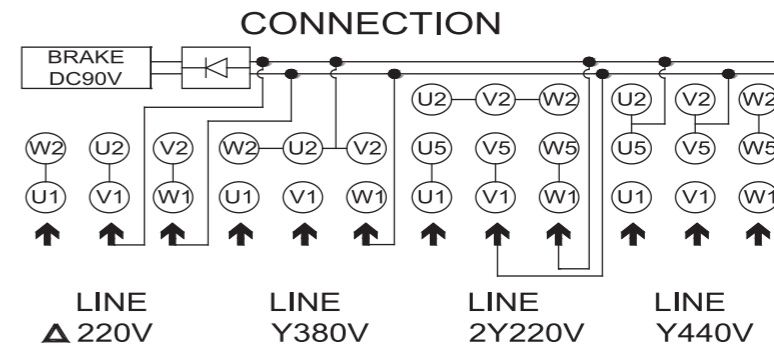 CONNECTION
BRAKE
DC90V
U2 V2 W2 U2 V2 W2
W2 U2 V2 W2 U2 V2 U5 V5 W5 U5 V5 W5
U1 V1 W1 U1 V1 W1 U1 V1 W1 U1 V1 W1
LINE LINE LINE LINE
Δ 220V Y380V 2Y220V Y440V